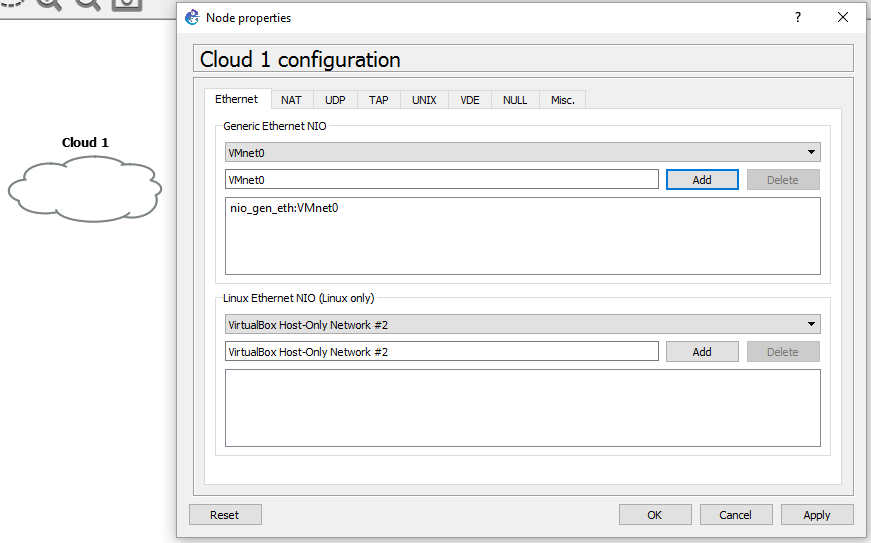 Node properties
?
Cloud 1 configuration
Cloud 1
Ethernet NAT UDP TAP UNIX VDE NULL Misc.
Generic Ethernet NIO
VMnet0
VMnet0 Add Delete
nio_gen_eth:VMnet0
Linux Ethernet NIO (Linux only)
VirtualBox Host-Only Network #2
VirtualBox Host-Only Network #2 Add Delete
Reset OK Cancel Apply